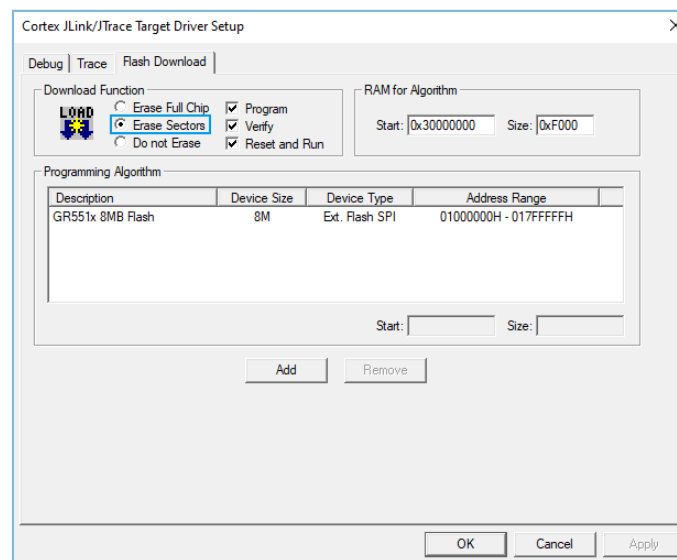 Cortex JLink/JTrace Target Driver Setup
Debug | Trace | Flash Download
Download Function
LOAD
Erase Full Chip
Erase Sectors
Do not Erase
Program
Verify
Reset and Run
RAM for Algorithm
Start: 0x30000000 Size: 0xF000
Programming Algorithm
Description Device Size Device Type Address Range
GR551x 8MB Flash 8M Ext. Flash SPI 01000000H - 017FFFFFH
Start: Size:
Add Remove
OK Cancel Apply